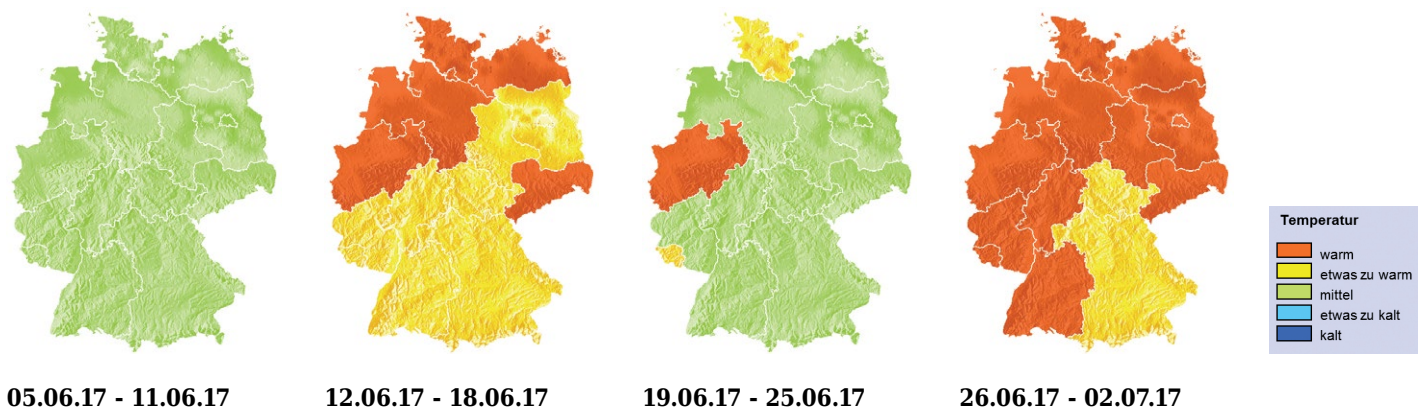 Temperatur
warm
etwas zu warm
mittel
etwas zu kalt
kalt
05.06.17 - 11.06.17
12.06.17 - 18.06.17
19.06.17 - 25.06.17
26.06.17 - 02.07.17